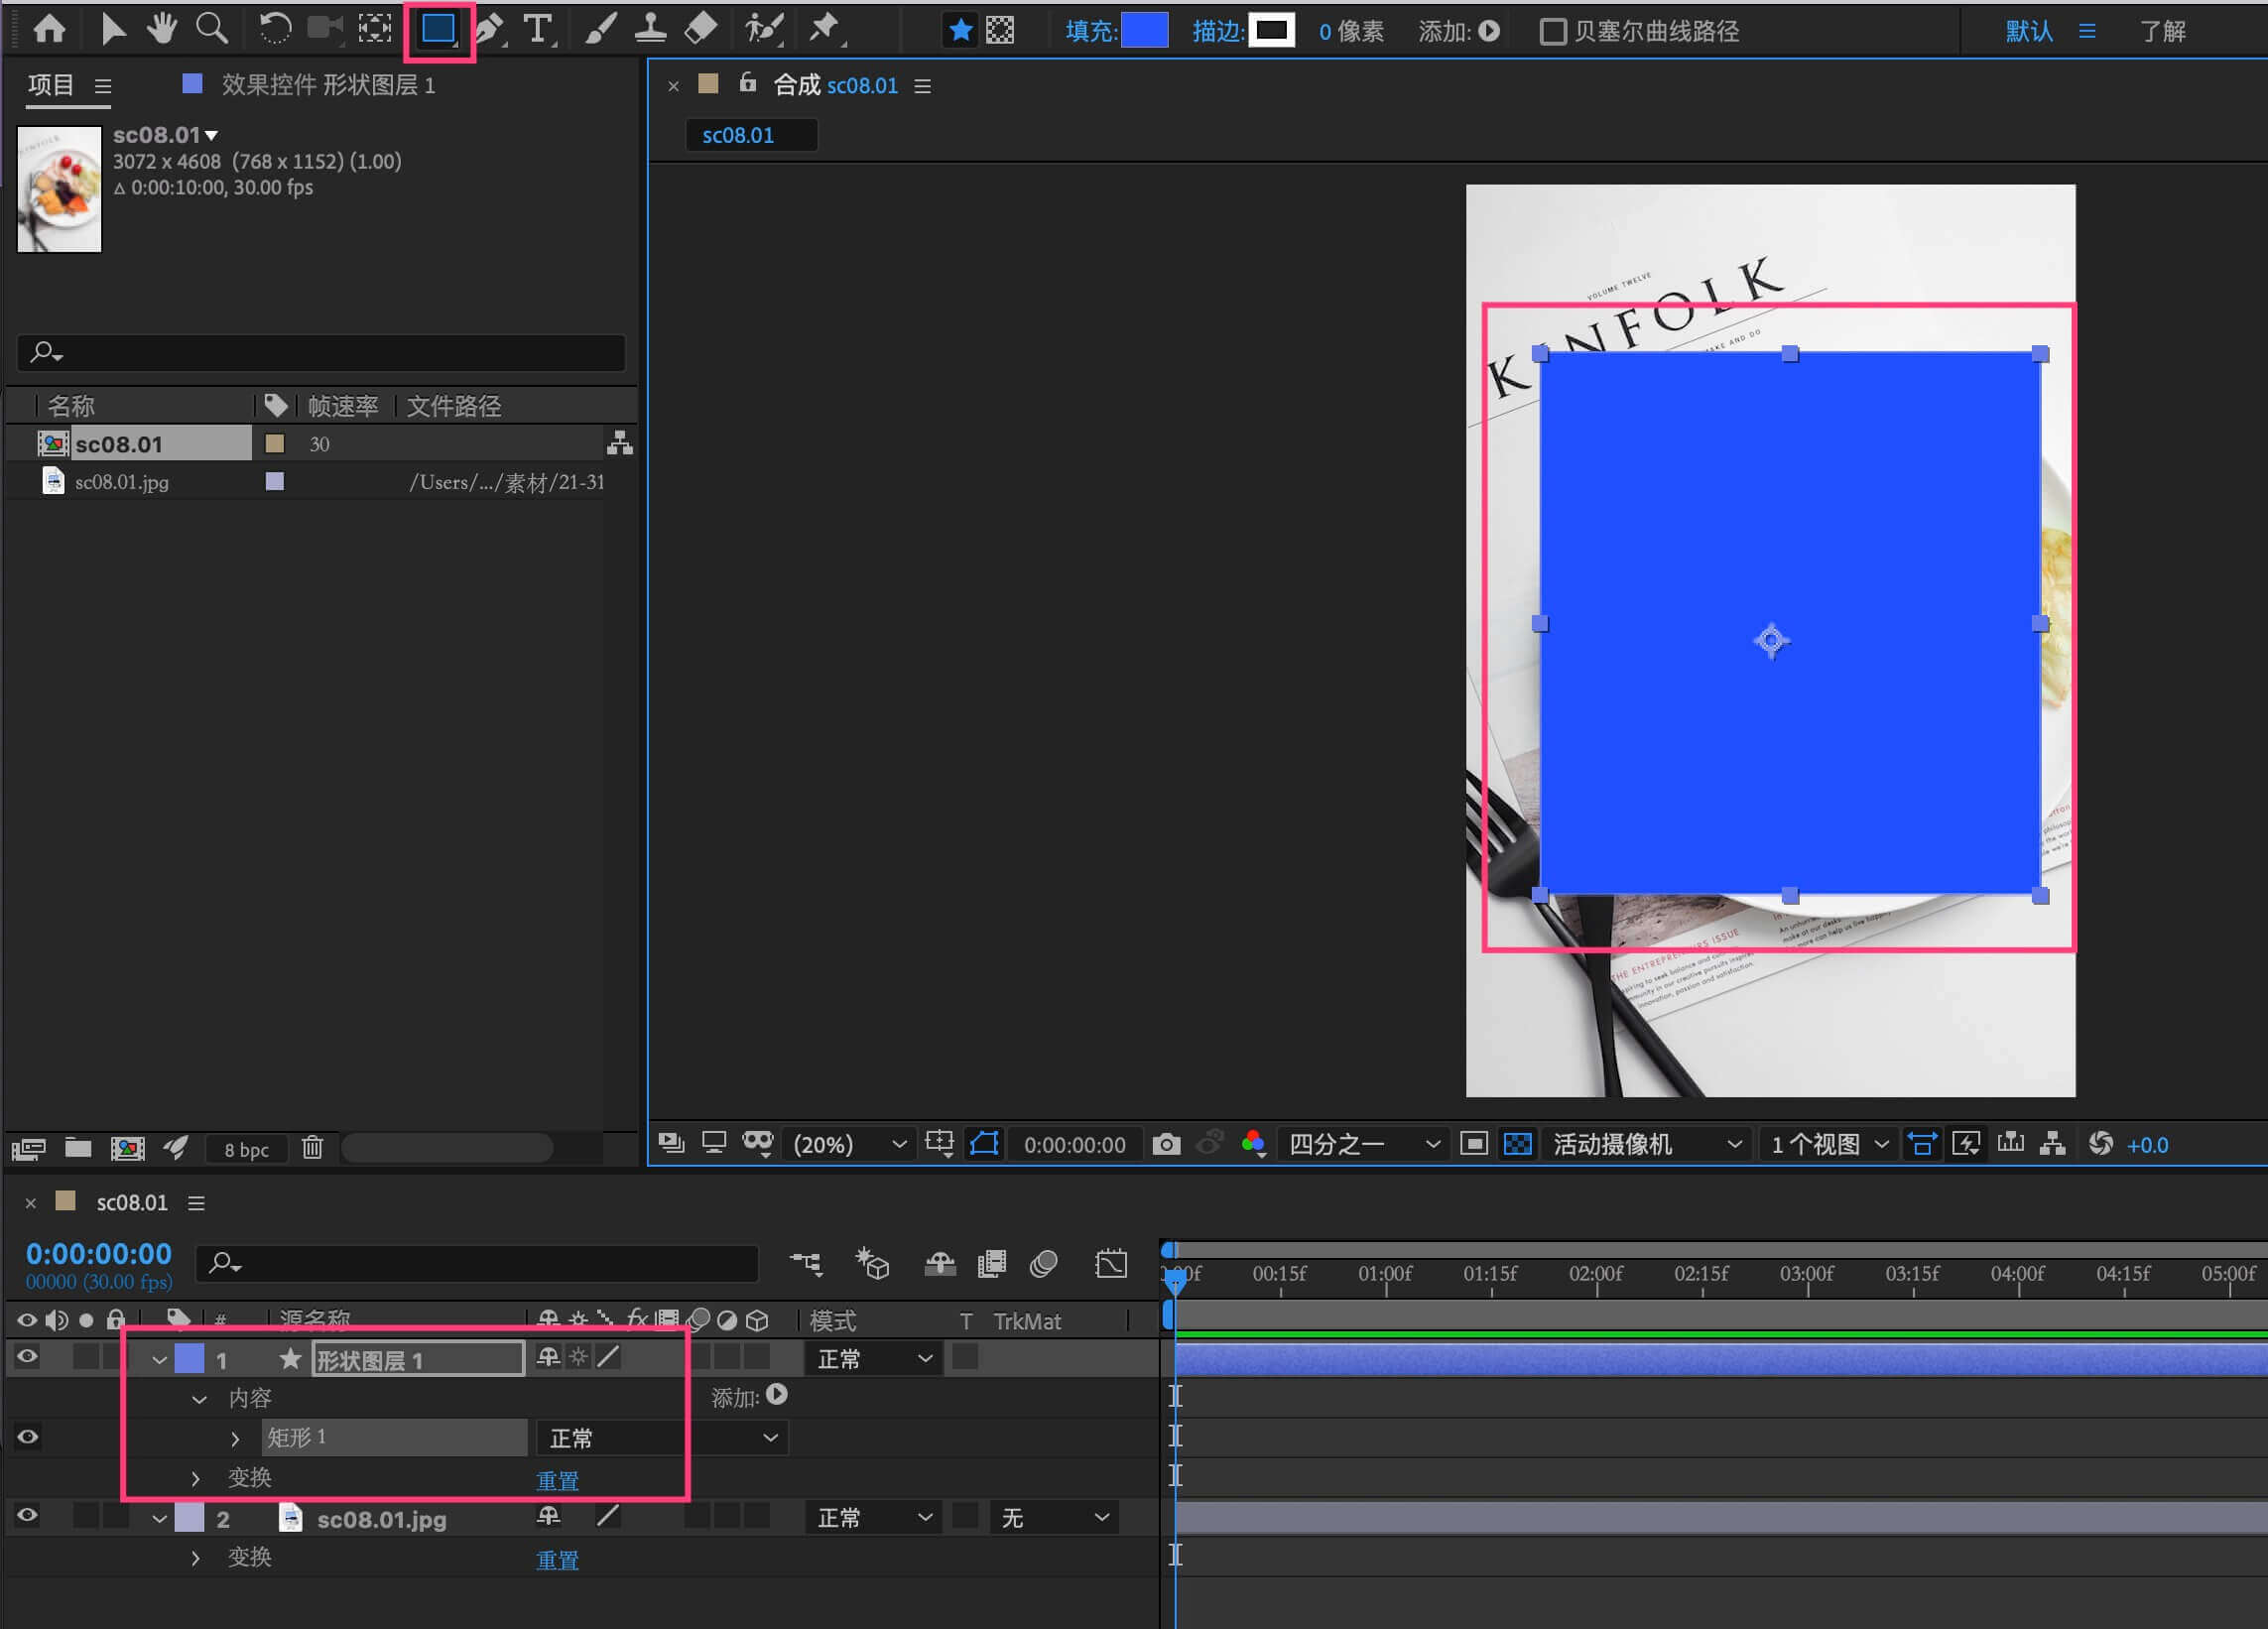 填充: 描边: 0 像素 添加: 贝塞尔曲线路径 默认 了解
项目 效果控件 形状图层 1
sc08.01
3072 x 4608 (768 x 1152) (1.00)
Δ 0:00:10:00, 30.00 fps
名称 帧速率 文件路径
sc08.01 30
sc08.01.jpg /Users/.../素材/21-31
8 bpc
合成 sc08.01
sc08.01
VOLUME TWELVE
KINFOLK
AKE AND DO
THE ENTREPRENEURS ISSUE
(20%) 0:00:00:00 四分之一 活动摄像机 1 个视图 +0.0
sc08.01
0:00:00:00
00000 (30.00 fps)
00:15f 01:00f 01:15f 02:00f 02:15f 03:00f 03:15f 04:00f 04:15f 05:00f
# 源名称 fx 模式 T TrkMat
1 形状图层 1 正常
内容 添加:
矩形 1 正常
变换 重置
2 sc08.01.jpg 正常 无
变换 重置